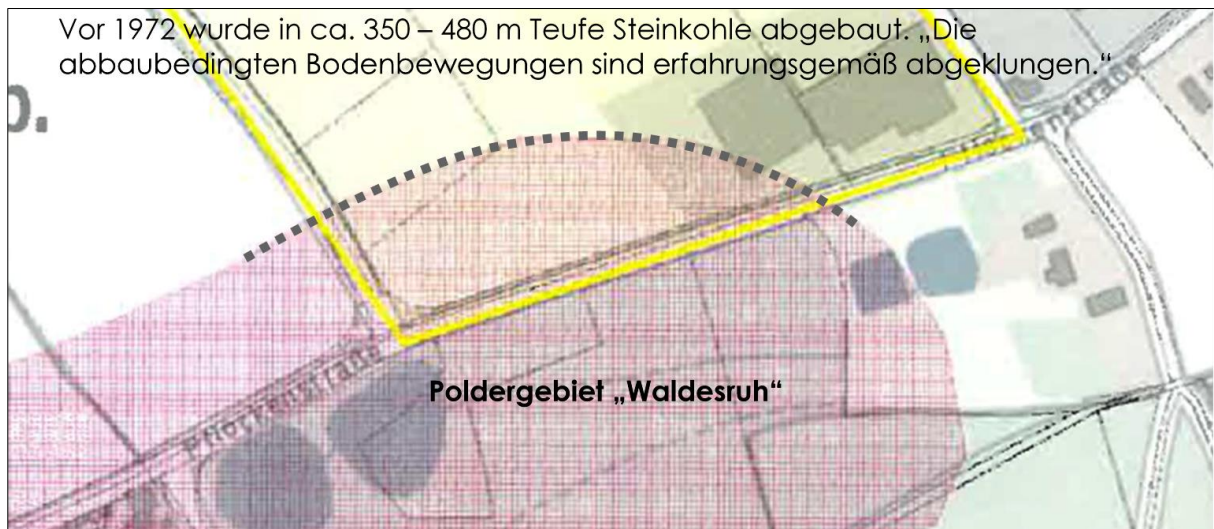 Vor 1972 wurde in ca. 350 – 480 m Teufe Steinkohle abgebaut. „Die
abbaubedingten Bodenbewegungen sind erfahrungsgemäß abgeklungen.“
Poldergebiet „Waldesruh“